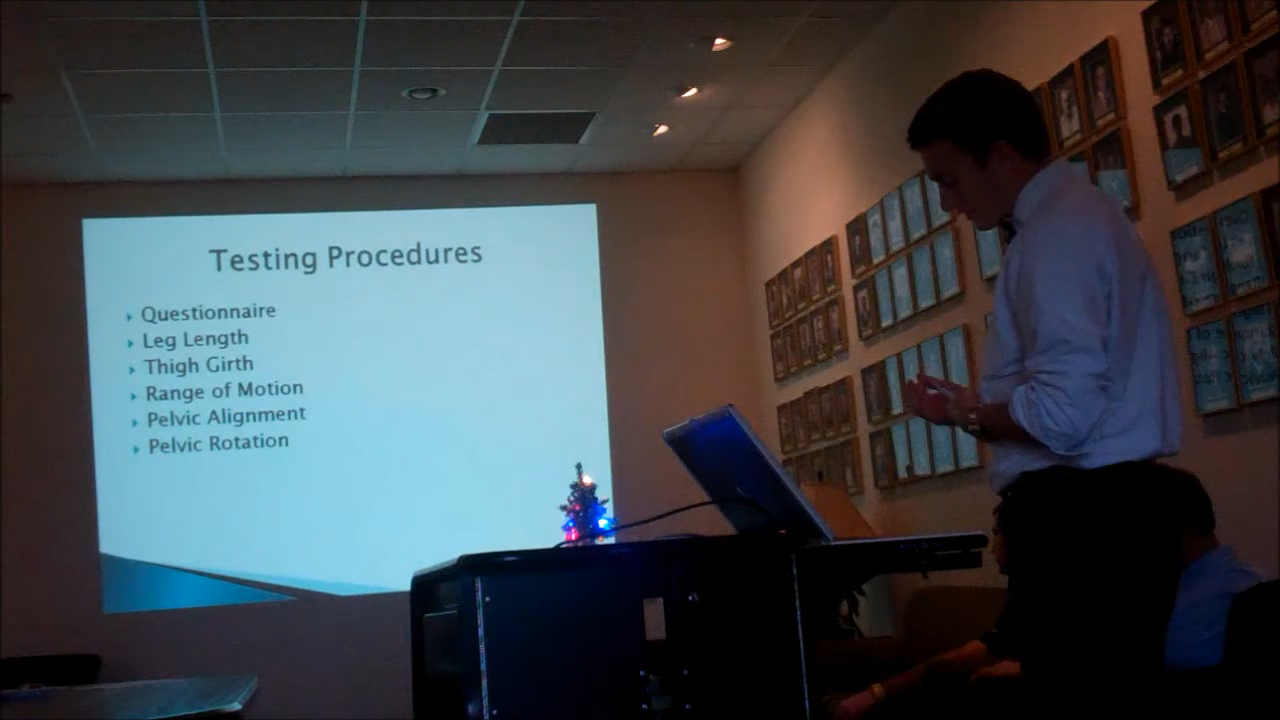 Testing Procedures
Questionnaire
Leg Length
Thigh Girth
Range of Motion
Pelvic Alignment
Pelvic Rotation